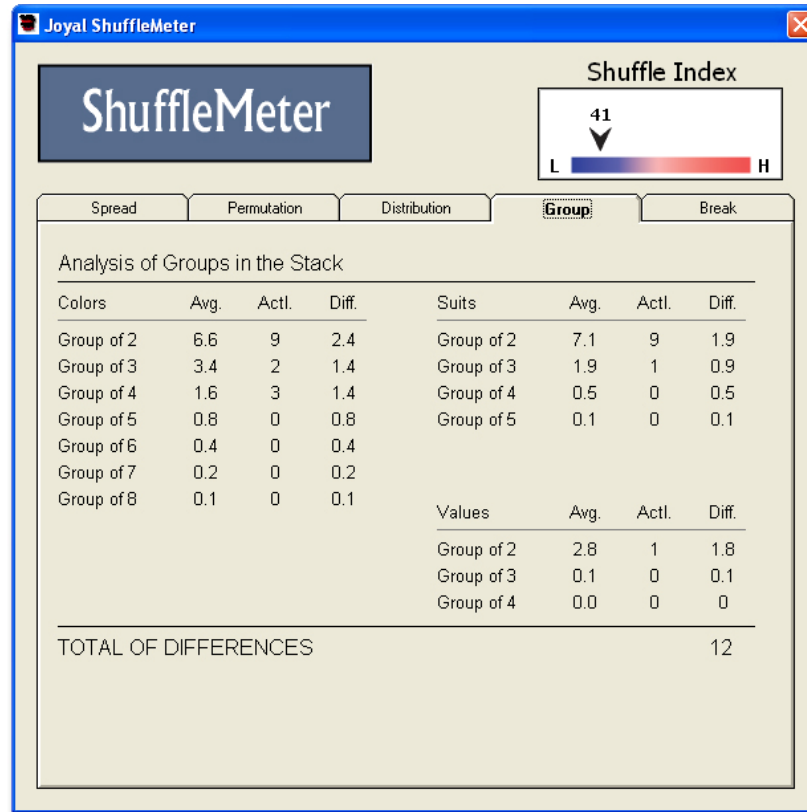 Joyal ShuffleMeter
ShuffleMeter
Shuffle Index
41
L H
Spread Permutation Distribution Group Break
Analysis of Groups in the Stack
Colors Avg. Actl. Diff.
Group of 2 6.6 9 2.4
Group of 3 3.4 2 1.4
Group of 4 1.6 3 1.4
Group of 5 0.8 0 0.8
Group of 6 0.4 0 0.4
Group of 7 0.2 0 0.2
Group of 8 0.1 0 0.1
Suits Avg. Actl. Diff.
Group of 2 7.1 9 1.9
Group of 3 1.9 1 0.9
Group of 4 0.5 0 0.5
Group of 5 0.1 0 0.1
Values Avg. Actl. Diff.
Group of 2 2.8 1 1.8
Group of 3 0.1 0 0.1
Group of 4 0.0 0 0
TOTAL OF DIFFERENCES 12